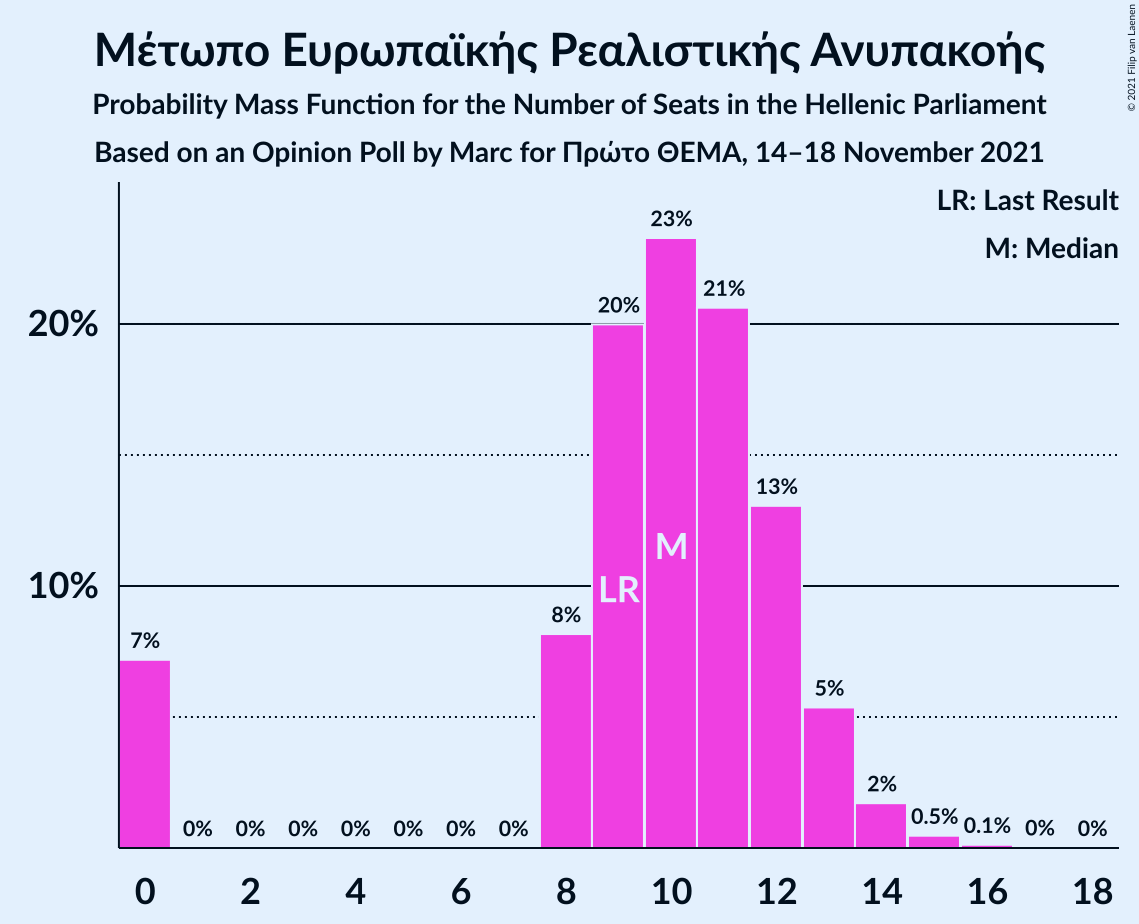 Μέτωπο Ευρωπαϊκής Ρεαλιστικής Ανυπακοής
Probability Mass Function for the Number of Seats in the Hellenic Parliament
Based on an Opinion Poll by Marc for Πρώτο ΘΕΜΑ, 14–18 November 2021
© 2021 Filip van Laenen
LR: Last Result
M: Median
23%
21%
20%
20%
13%
M
10%
LR
8%
7%
5%
2%
0% 0% 0% 0% 0% 0% 0% 0.5% 0.1% 0% 0%
0 2 4 6 8 10 12 14 16 18